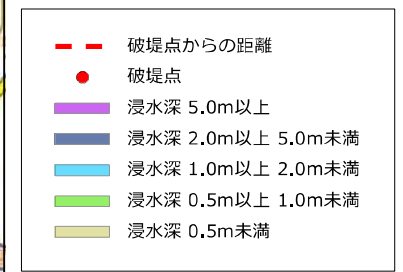 破堤点からの距離
破堤点
浸水深 5.0m以上
浸水深 2.0m以上 5.0m未満
浸水深 1.0m以上 2.0m未満
浸水深 0.5m以上 1.0m未満
浸水深 0.5m未満